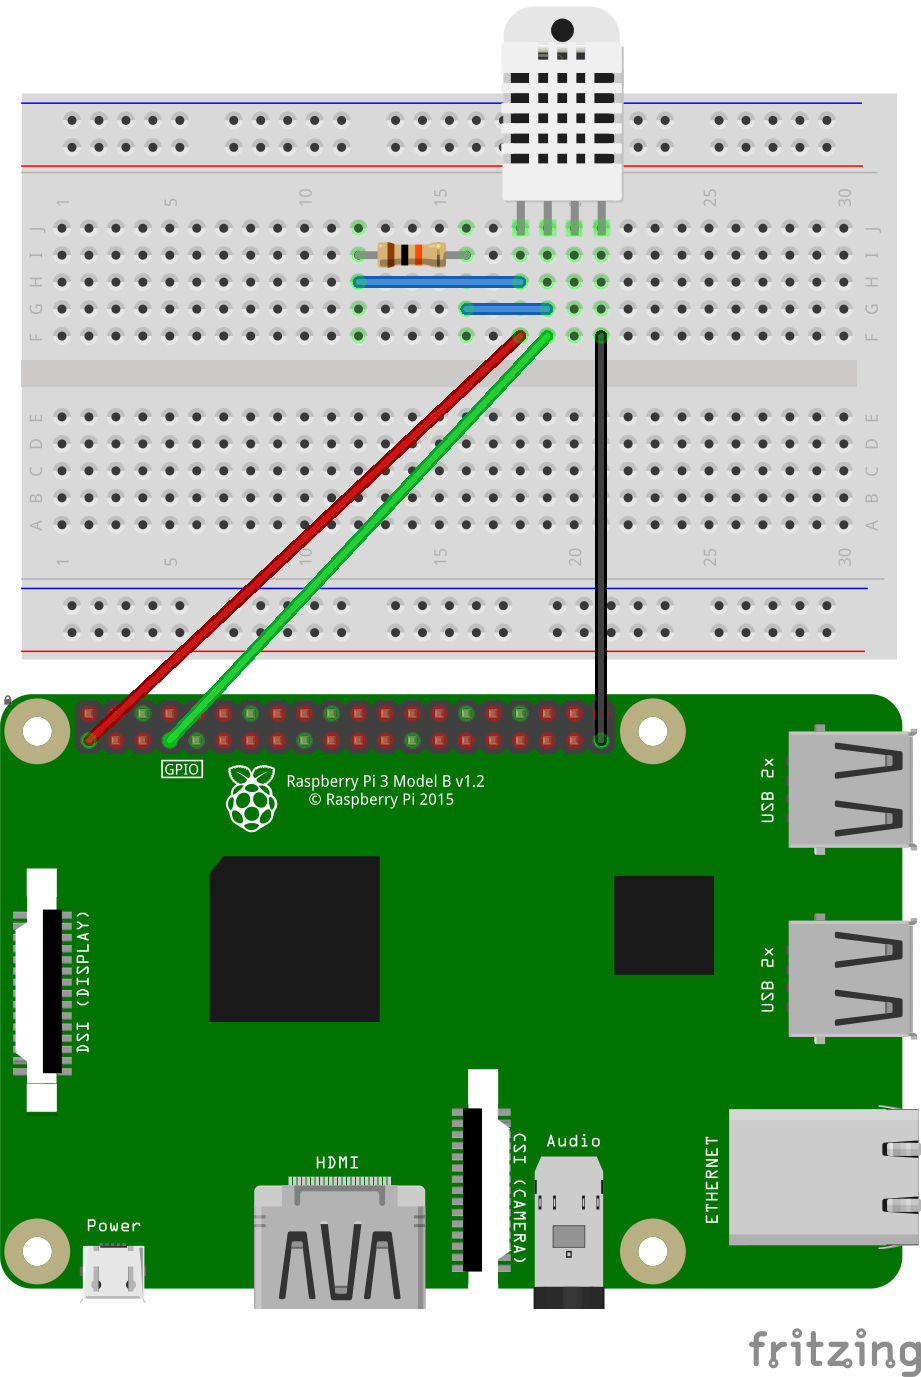 1 5 10 15 20 25 30
J J
I I
H H
G G
F F
E E
D D
C C
B B
A A
1 5 10 15 20 25 30
GPIO
Raspberry Pi 3 Model B v1.2
© Raspberry Pi 2015
USB 2x
DSI (DISPLAY)
USB 2x
HDMI
CSI (CAMERA)
Audio
ETHERNET
Power
fritzing